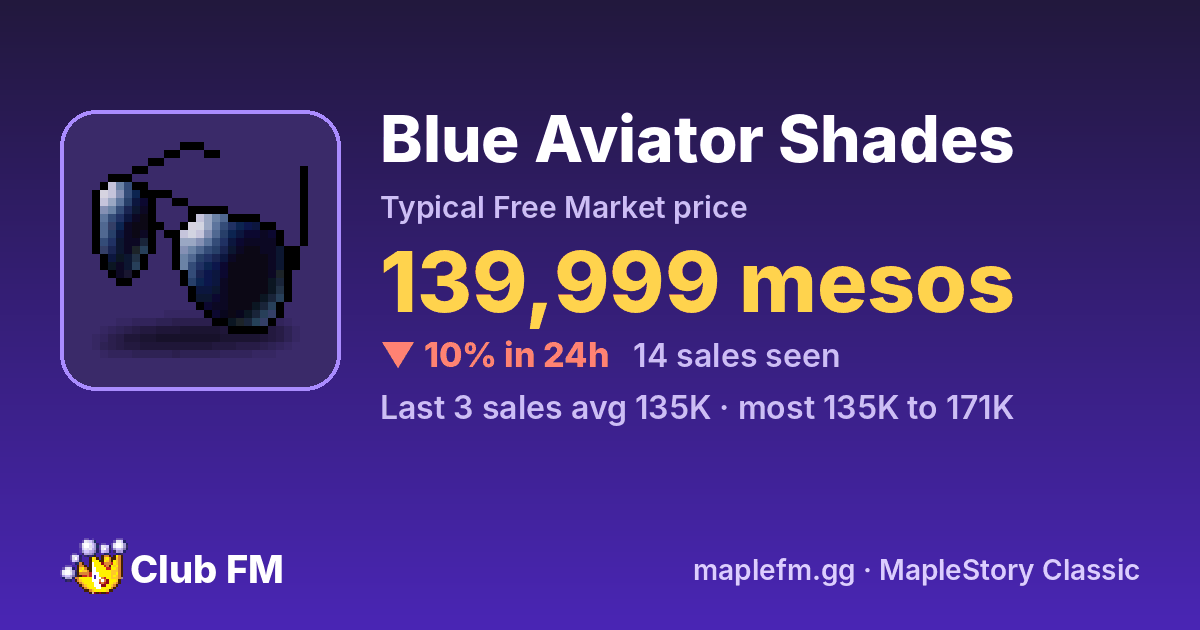 Blue Aviator Shades
Typical Free Market price
139,999 mesos
▼ 10% in 24h 14 sales seen
Last 3 sales avg 135K · most 135K to 171K
Club FM
maplefm.gg · MapleStory Classic